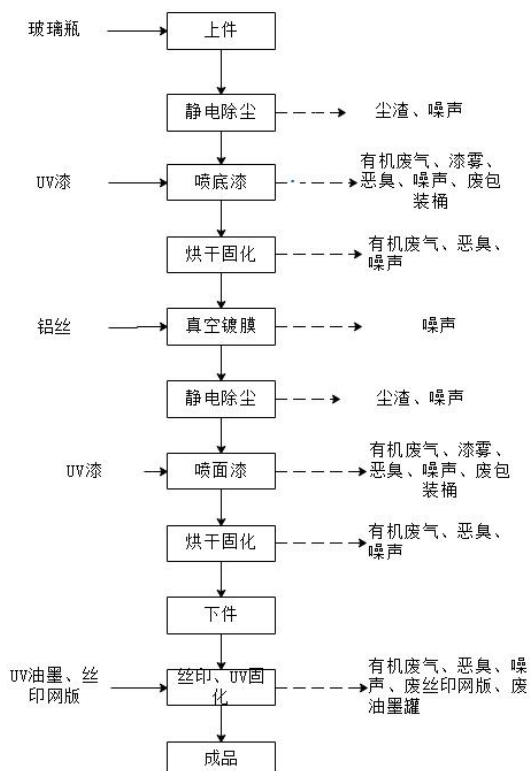 玻璃瓶
上件
静电除尘
尘渣、噪声
UV漆
喷底漆
有机废气、漆雾、
恶臭、噪声、废包
装桶
烘干固化
有机废气、恶臭、
噪声
铝丝
真空镀膜
噪声
静电除尘
尘渣、噪声
UV漆
喷面漆
有机废气、漆雾、
恶臭、噪声、废包
装桶
烘干固化
有机废气、恶臭、
噪声
下件
UV油墨、丝
印网版
丝印、UV固
化
有机废气、恶臭、噪
声、废丝印网版、废
油墨罐
成品